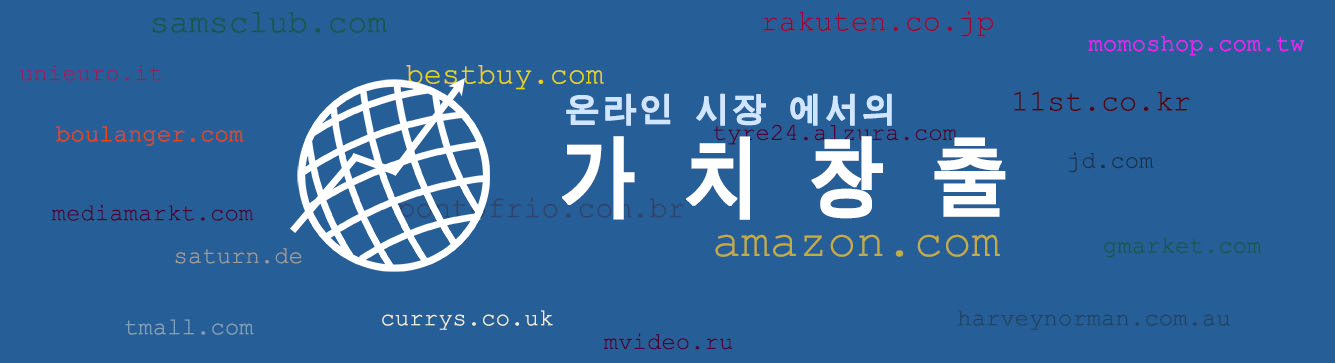 samsclub.com
rakuten.co.jp
momoshop.com.tw
unieuro.it
bestbuy.com
11st.co.kr
온라인 시장 에서의
boulanger.com
tyre24.alzura.com
jd.com
가 치 창 출
mediamarkt.com
pontofrio.com.br
amazon.com
gmarket.com
saturn.de
currys.co.uk
harveynorman.com.au
tmall.com
mvideo.ru